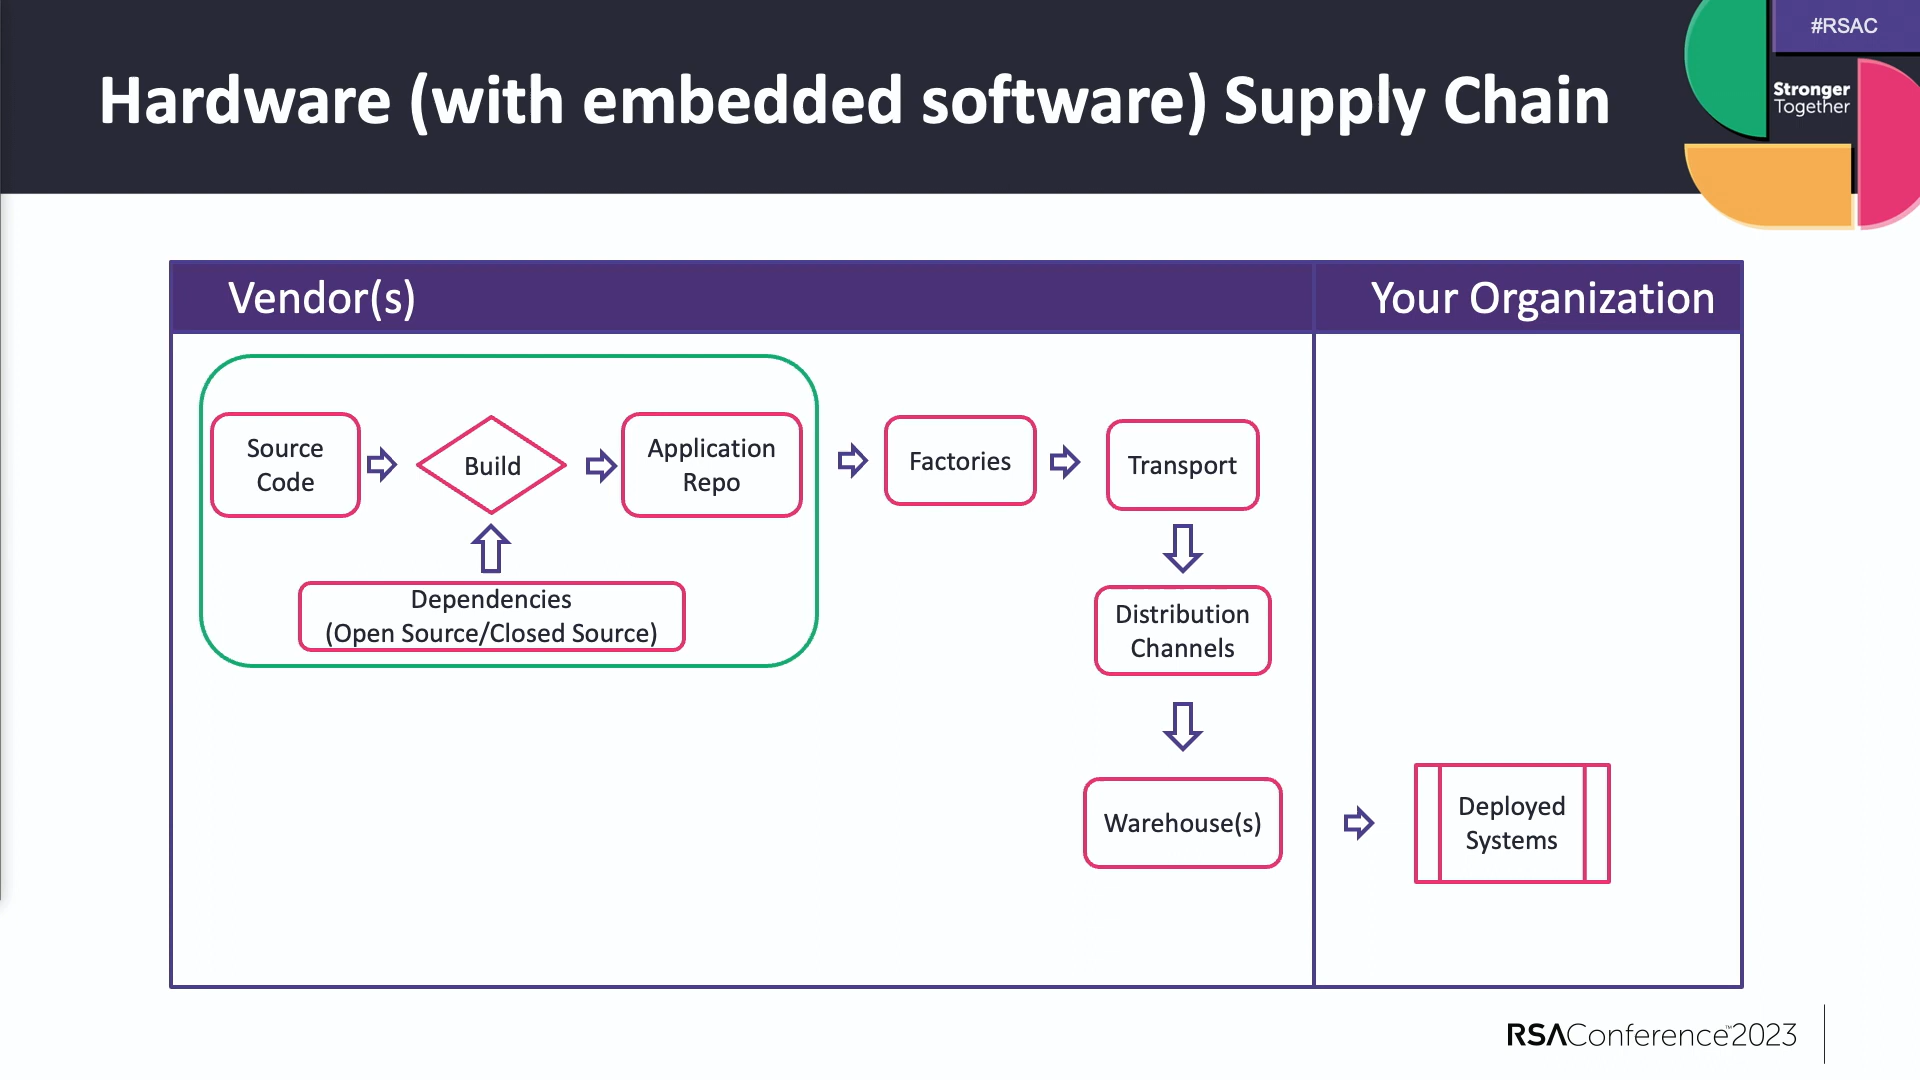 #RSAC
Stronger
Together
Hardware (with embedded software) Supply Chain
Vendor(s)
Your Organization
Source
Code
Build
Application
Repo
Factories
Transport
Dependencies
(Open Source/Closed Source)
Distribution
Channels
Warehouse(s)
Deployed
Systems
RSAConference™2023